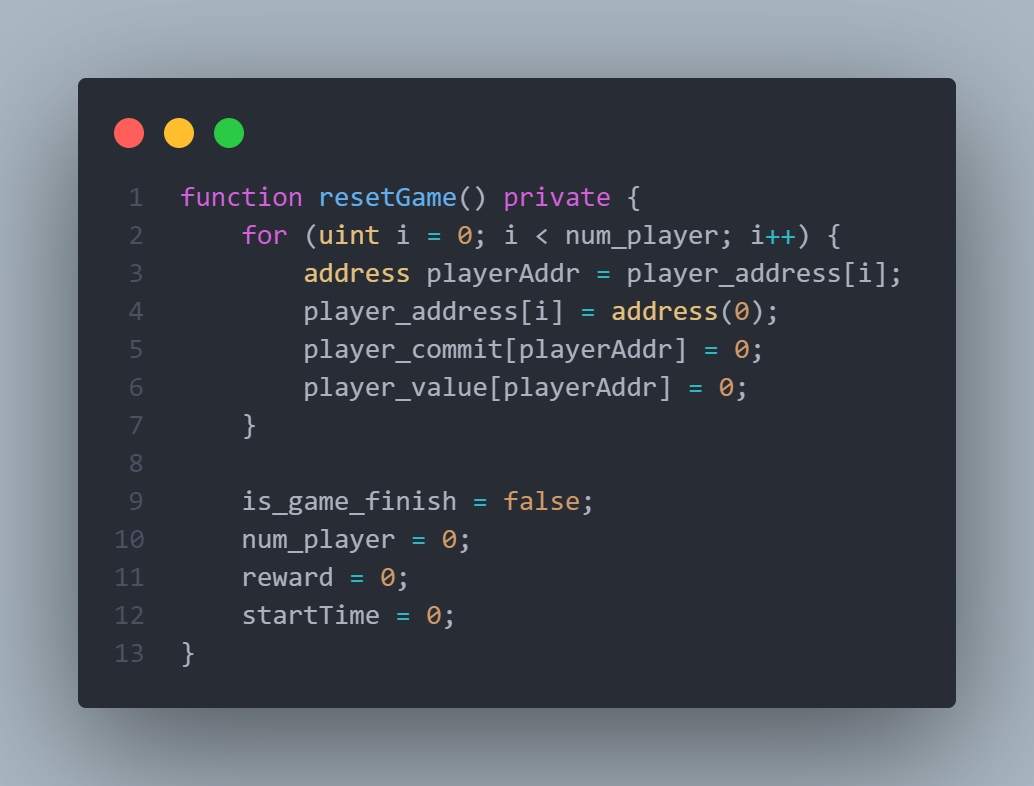 1 function resetGame() private {
2     for (uint i = 0; i < num_player; i++) {
3         address playerAddr = player_address[i];
4         player_address[i] = address(0);
5         player_commit[playerAddr] = 0;
6         player_value[playerAddr] = 0;
7     }
8
9     is_game_finish = false;
10     num_player = 0;
11     reward = 0;
12     startTime = 0;
13 }